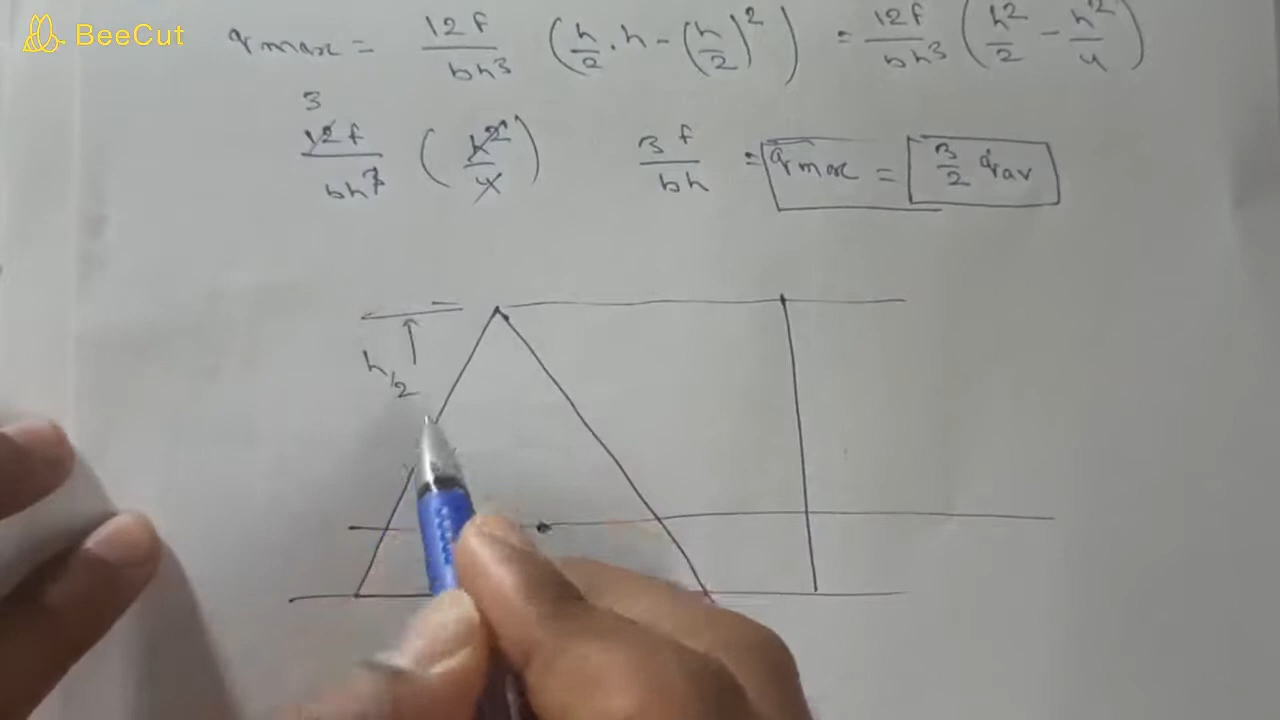 BeeCut
qmax = 12F/bh³ (h/2 . h - (h/2)²) = 12F/bh³ (h²/2 - h²/4)
3
12F/bh³ (h²/4) 3F/bh = qmax = 3/2 qav
h/2